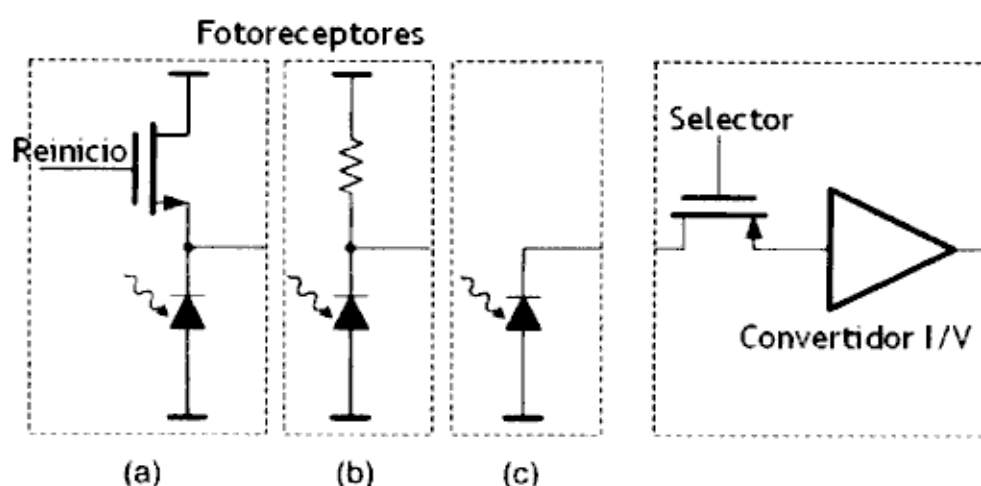 Fotoreceptores
Reinicio
Selector
Convertidor I/V
(a)
(b)
(c)